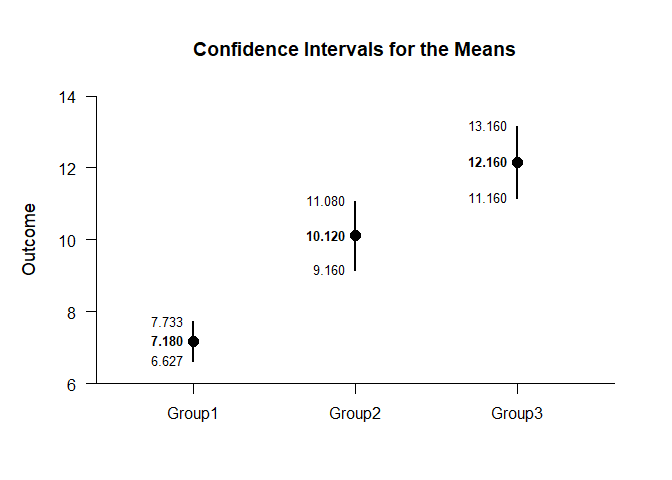 Confidence Intervals for the Means
Outcome
14
12
10
8
6
7.733
7.180
6.627
11.080
10.120
9.160
13.160
12.160
11.160
Group1
Group2
Group3